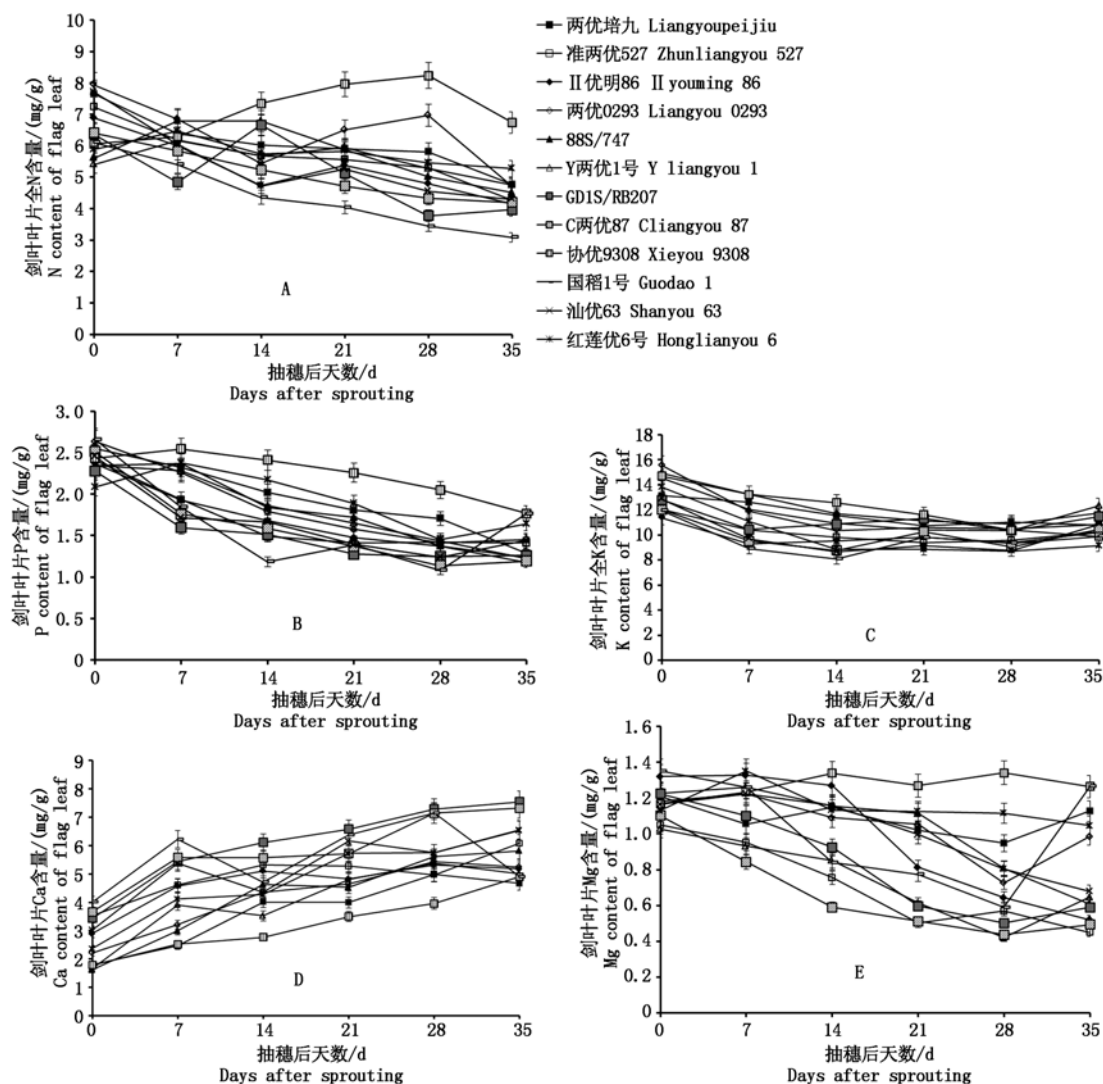 剑叶叶片全N含量/(mg/g)
N content of flag leaf
10
9
8
7
6
5
4
3
2
1
0
A
0 7 14 21 28 35
抽穗后天数/d
Days after sprouting
两优培九 Liangyoupeijiu
准两优527 Zhunliangyou 527
Ⅱ优明86 Ⅱyouming 86
两优0293 Liangyou 0293
88S/747
Y两优1号 Y liangyou 1
GD1S/RB207
C两优87 Cliangyou 87
协优9308 Xieyou 9308
国稻1号 Guodao 1
汕优63 Shanyou 63
红莲优6号 Honglianyou 6
剑叶叶片P含量/(mg/g)
P content of flag leaf
3.0
2.5
2.0
1.5
1.0
0.5
0
B
0 7 14 21 28 35
抽穗后天数/d
Days after sprouting
剑叶叶片全K含量/(mg/g)
K content of flag leaf
18
16
14
12
10
8
6
4
2
0
C
0 7 14 21 28 35
抽穗后天数/d
Days after sprouting
剑叶叶片Ca含量/(mg/g)
Ca content of flag leaf
9
8
7
6
5
4
3
2
1
0
D
0 7 14 21 28 35
抽穗后天数/d
Days after sprouting
剑叶叶片Mg含量/(mg/g)
Mg content of flag leaf
1.6
1.4
1.2
1.0
0.8
0.6
0.4
0.2
0
E
0 7 14 21 28 35
抽穗后天数/d
Days after sprouting